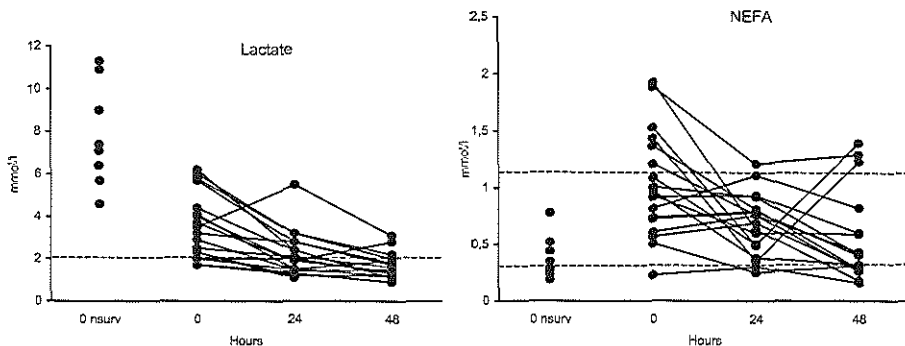 Lactate
12
10
8
6
4
2
0
mmol/l
0 nsurv 0 24 48
Hours
NEFA
2,5
2
1,5
1
0,5
0
mmol/l
0 nsurv 0 24 48
Hours